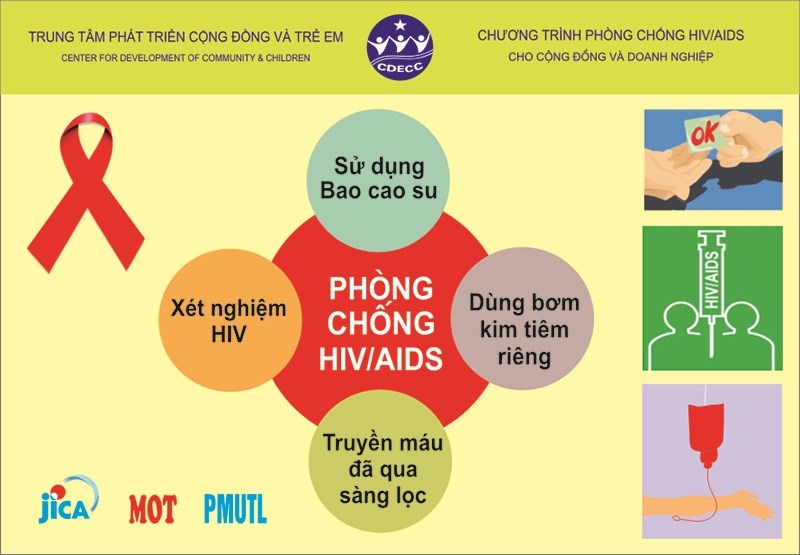 TRUNG TÂM PHÁT TRIỂN CỘNG ĐỒNG VÀ TRẺ EM
CENTER FOR DEVELOPMENT OF COMMUNITY & CHILDREN
CDECC
CHƯƠNG TRÌNH PHÒNG CHỐNG HIV/AIDS
CHO CỘNG ĐỒNG VÀ DOANH NGHIỆP
Sử dụng
Bao cao su
OK
Xét nghiệm
HIV
PHÒNG
CHỐNG
HIV/AIDS
Dùng bơm
kim tiêm
riêng
HIV/AIDS
Truyền máu
đã qua
sàng lọc
jICA
MOT
PMUTL